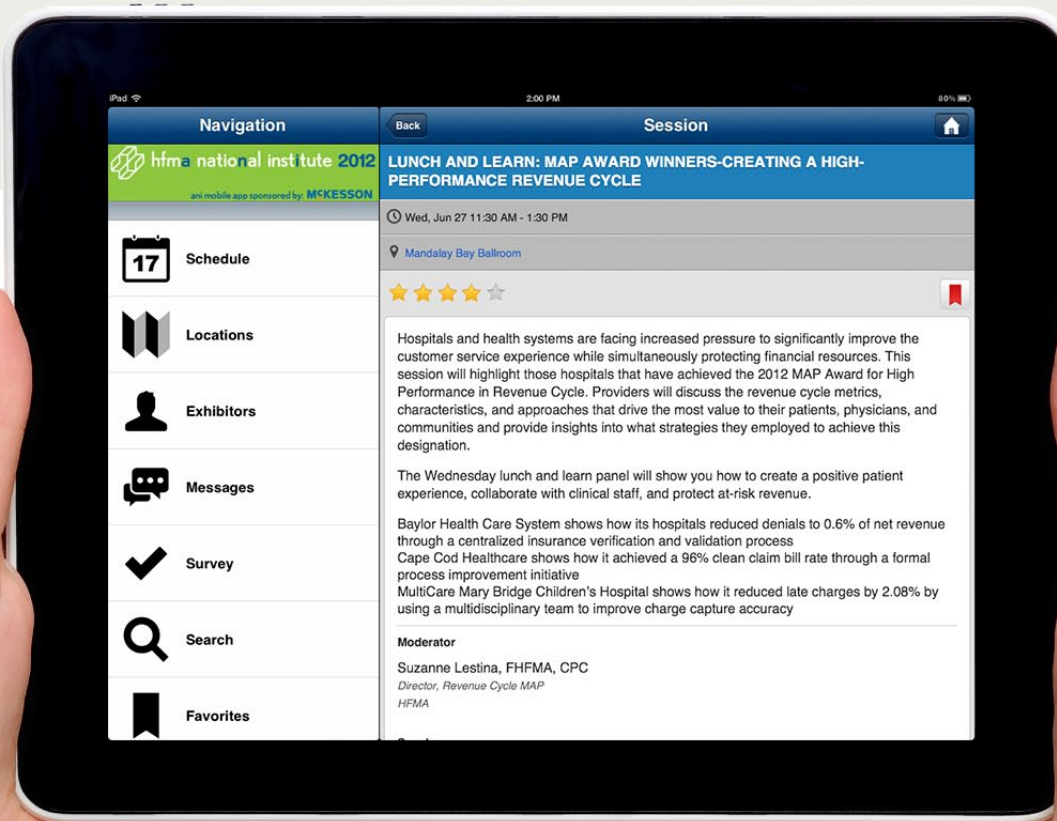 iPad
2:00 PM
80%
Navigation
Back
Session
hfma national institute 2012
ani mobile app sponsored by: MCKESSON
17
Schedule
Locations
Exhibitors
Messages
Survey
Search
Favorites
LUNCH AND LEARN: MAP AWARD WINNERS-CREATING A HIGH-
PERFORMANCE REVENUE CYCLE
Wed, Jun 27 11:30 AM - 1:30 PM
Mandalay Bay Ballroom
Hospitals and health systems are facing increased pressure to significantly improve the
customer service experience while simultaneously protecting financial resources. This
session will highlight those hospitals that have achieved the 2012 MAP Award for High
Performance in Revenue Cycle. Providers will discuss the revenue cycle metrics,
characteristics, and approaches that drive the most value to their patients, physicians, and
communities and provide insights into what strategies they employed to achieve this
designation.
The Wednesday lunch and learn panel will show you how to create a positive patient
experience, collaborate with clinical staff, and protect at-risk revenue.
Baylor Health Care System shows how its hospitals reduced denials to 0.6% of net revenue
through a centralized insurance verification and validation process
Cape Cod Healthcare shows how it achieved a 96% clean claim bill rate through a formal
process improvement initiative
MultiCare Mary Bridge Children's Hospital shows how it reduced late charges by 2.08% by
using a multidisciplinary team to improve charge capture accuracy
Moderator
Suzanne Lestina, FHFMA, CPC
Director, Revenue Cycle MAP
HFMA